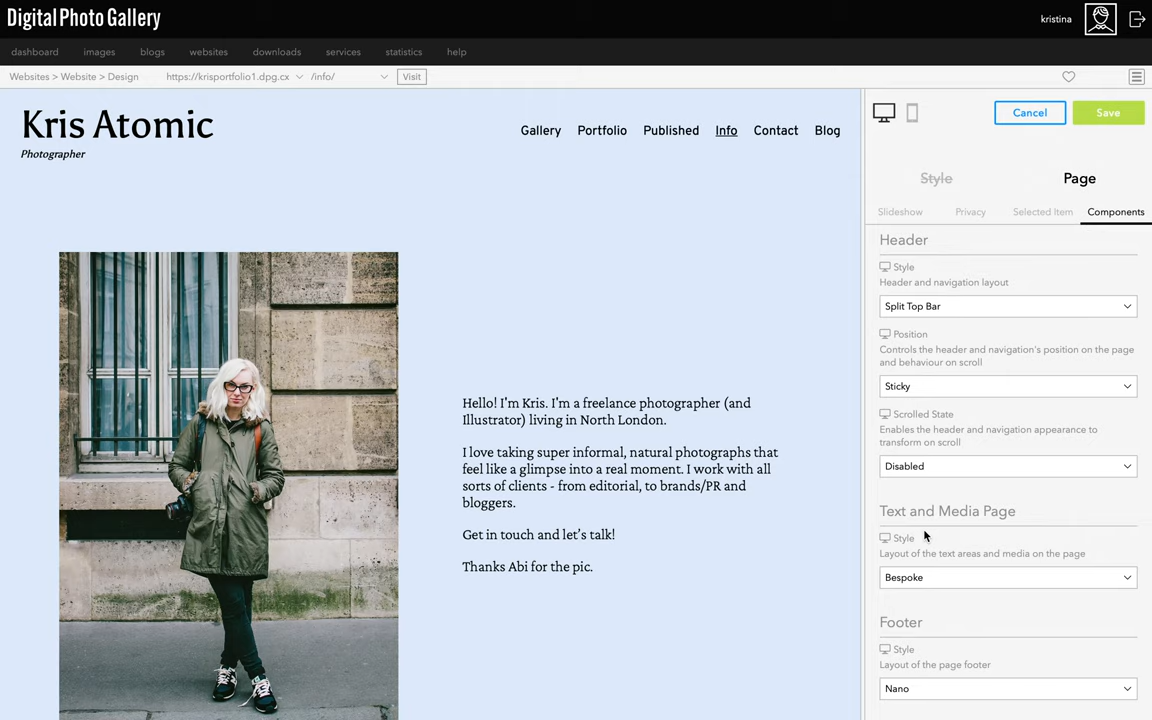 Digital Photo Gallery
kristina
dashboard images blogs websites downloads services statistics help
Websites > Website > Design https://krisportfolio1.dpg.cx /info/ Visit
Kris Atomic
Photographer
Gallery Portfolio Published Info Contact Blog
Hello! I'm Kris. I'm a freelance photographer (and
Illustrator) living in North London.
I love taking super informal, natural photographs that
feel like a glimpse into a real moment. I work with all
sorts of clients - from editorial, to brands/PR and
bloggers.
Get in touch and let's talk!
Thanks Abi for the pic.
Cancel Save
Style Page
Slideshow Privacy Selected Item Components
Header
Style
Header and navigation layout
Split Top Bar
Position
Controls the header and navigation's position on the page
and behaviour on scroll
Sticky
Scrolled State
Enables the header and navigation appearance to
transform on scroll
Disabled
Text and Media Page
Style
Layout of the text areas and media on the page
Bespoke
Footer
Style
Layout of the page footer
Nano